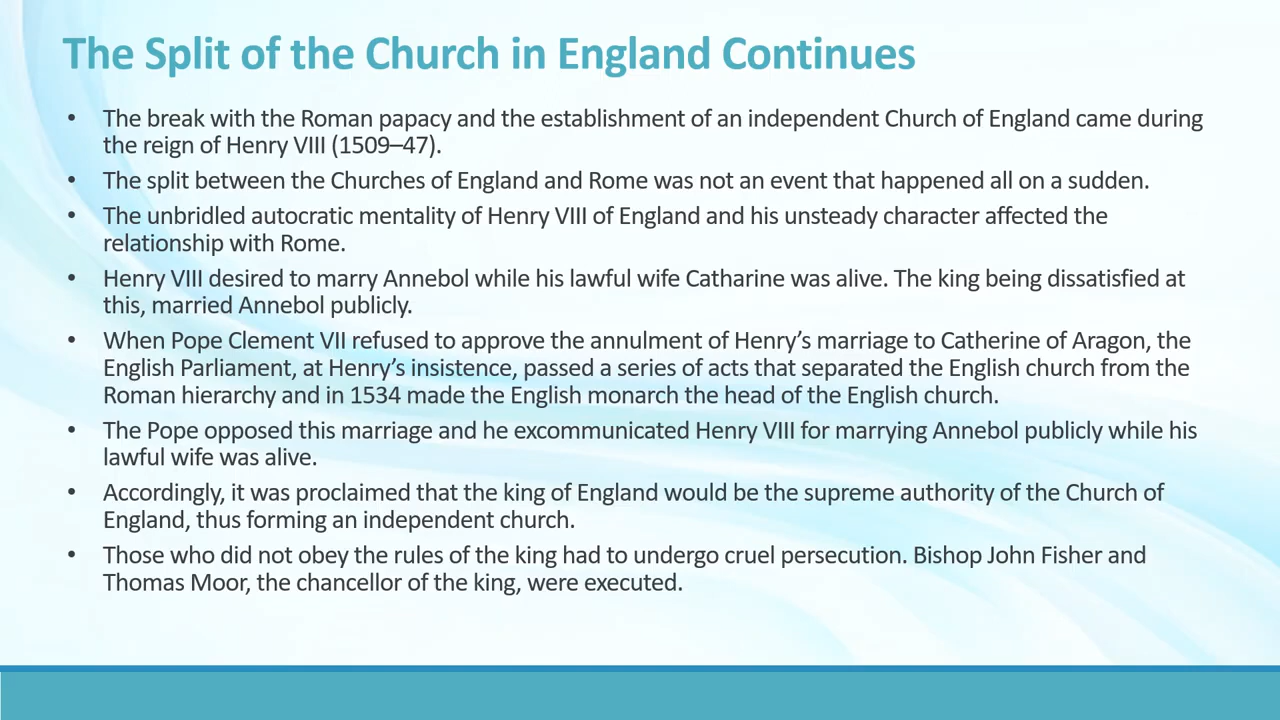 The Split of the Church in England Continues
• The break with the Roman papacy and the establishment of an independent Church of England came during
the reign of Henry VIII (1509–47).
• The split between the Churches of England and Rome was not an event that happened all on a sudden.
• The unbridled autocratic mentality of Henry VIII of England and his unsteady character affected the
relationship with Rome.
• Henry VIII desired to marry Annebol while his lawful wife Catharine was alive. The king being dissatisfied at
this, married Annebol publicly.
• When Pope Clement VII refused to approve the annulment of Henry’s marriage to Catherine of Aragon, the
English Parliament, at Henry’s insistence, passed a series of acts that separated the English church from the
Roman hierarchy and in 1534 made the English monarch the head of the English church.
• The Pope opposed this marriage and he excommunicated Henry VIII for marrying Annebol publicly while his
lawful wife was alive.
• Accordingly, it was proclaimed that the king of England would be the supreme authority of the Church of
England, thus forming an independent church.
• Those who did not obey the rules of the king had to undergo cruel persecution. Bishop John Fisher and
Thomas Moor, the chancellor of the king, were executed.